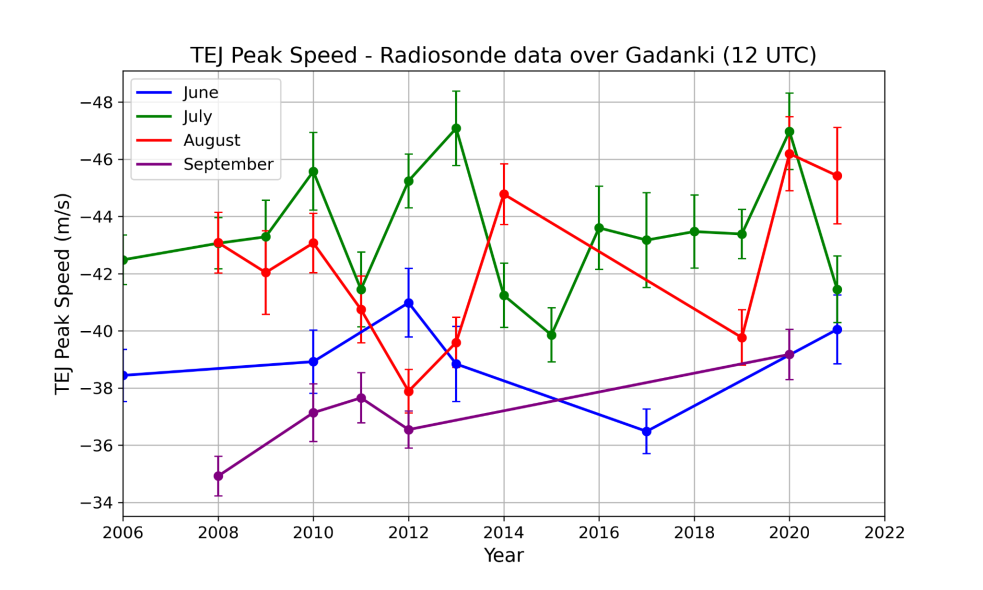 TEJ Peak Speed - Radiosonde data over Gadanki (12 UTC)
June
July
August
September
−48
−46
−44
−42
−40
−38
−36
−34
TEJ Peak Speed (m/s)
2006 2008 2010 2012 2014 2016 2018 2020 2022
Year